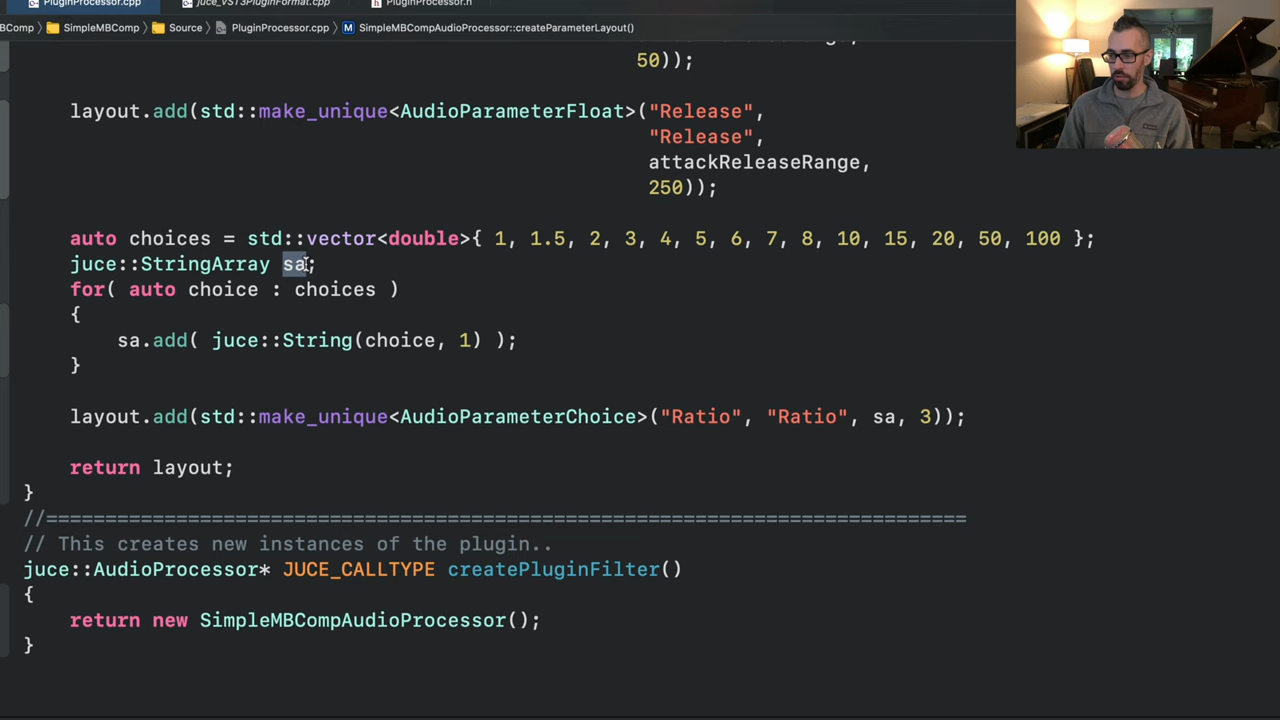 PluginProcessor.cpp juce_VST3PluginFormat.cpp PluginProcessor.h
BComp SimpleMBComp Source PluginProcessor.cpp M SimpleMBCompAudioProcessor::createParameterLayout()
50));
layout.add(std::make_unique<AudioParameterFloat>("Release",
"Release",
attackReleaseRange,
250));
auto choices = std::vector<double>{ 1, 1.5, 2, 3, 4, 5, 6, 7, 8, 10, 15, 20, 50, 100 };
juce::StringArray sa;
for( auto choice : choices )
{
sa.add( juce::String(choice, 1) );
}
layout.add(std::make_unique<AudioParameterChoice>("Ratio", "Ratio", sa, 3));
return layout;
}
//==============================================================================
// This creates new instances of the plugin..
juce::AudioProcessor* JUCE_CALLTYPE createPluginFilter()
{
return new SimpleMBCompAudioProcessor();
}